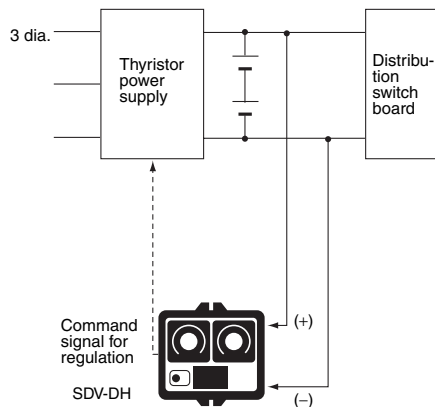 3 dia.
Thyristor
power
supply
Distribu-
tion
switch
board
Command
signal for
regulation
SDV-DH
(+)
(−)